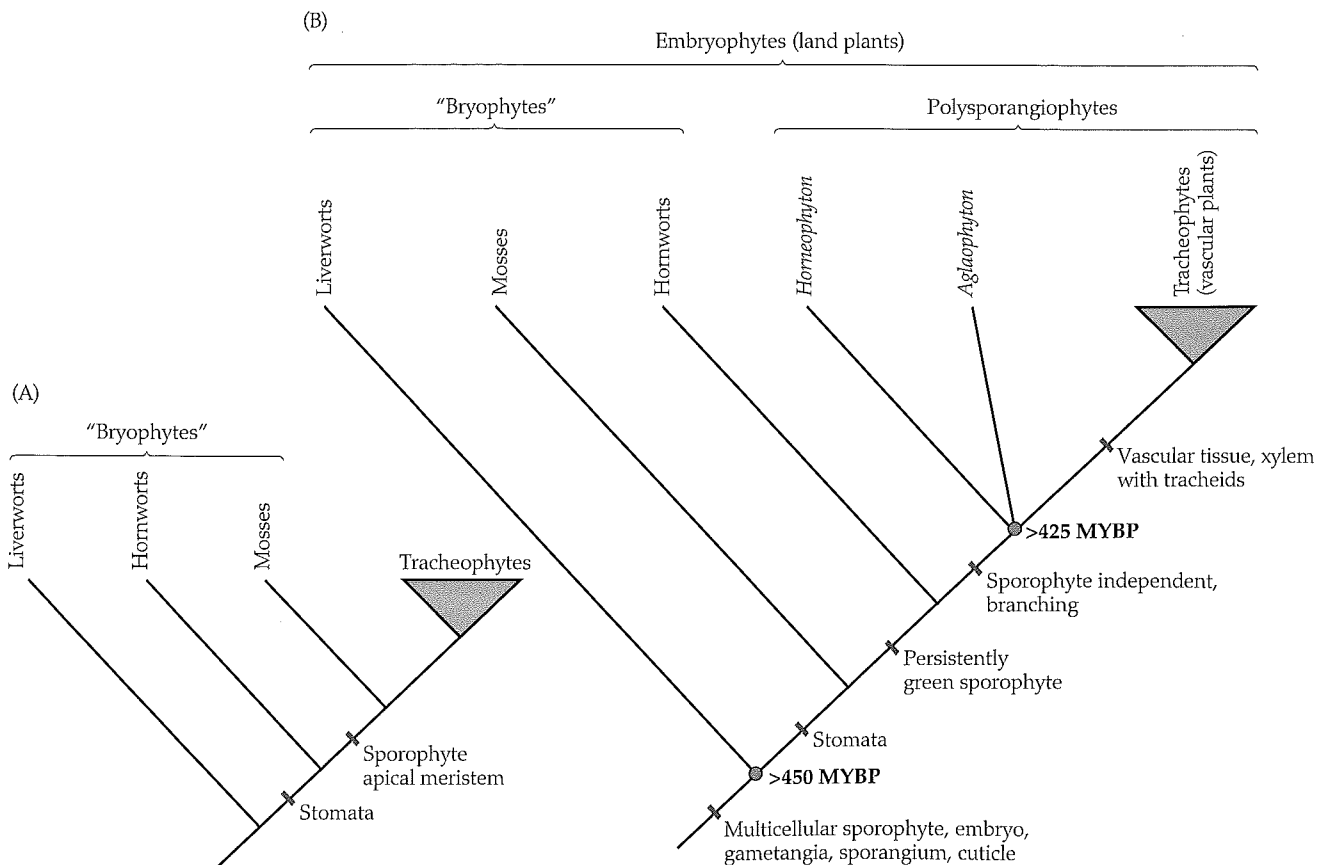 (B)
Embryophytes (land plants)
"Bryophytes"
Polysporangiophytes
Liverworts
Mosses
Hornworts
Horneophyton
Aglaophyton
Tracheophytes
(vascular plants)
Vascular tissue, xylem
with tracheids
>425 MYBP
Sporophyte independent,
branching
Persistently
green sporophyte
Stomata
>450 MYBP
Multicellular sporophyte, embryo,
gametangia, sporangium, cuticle
(A)
"Bryophytes"
Liverworts
Hornworts
Mosses
Tracheophytes
Sporophyte
apical meristem
Stomata